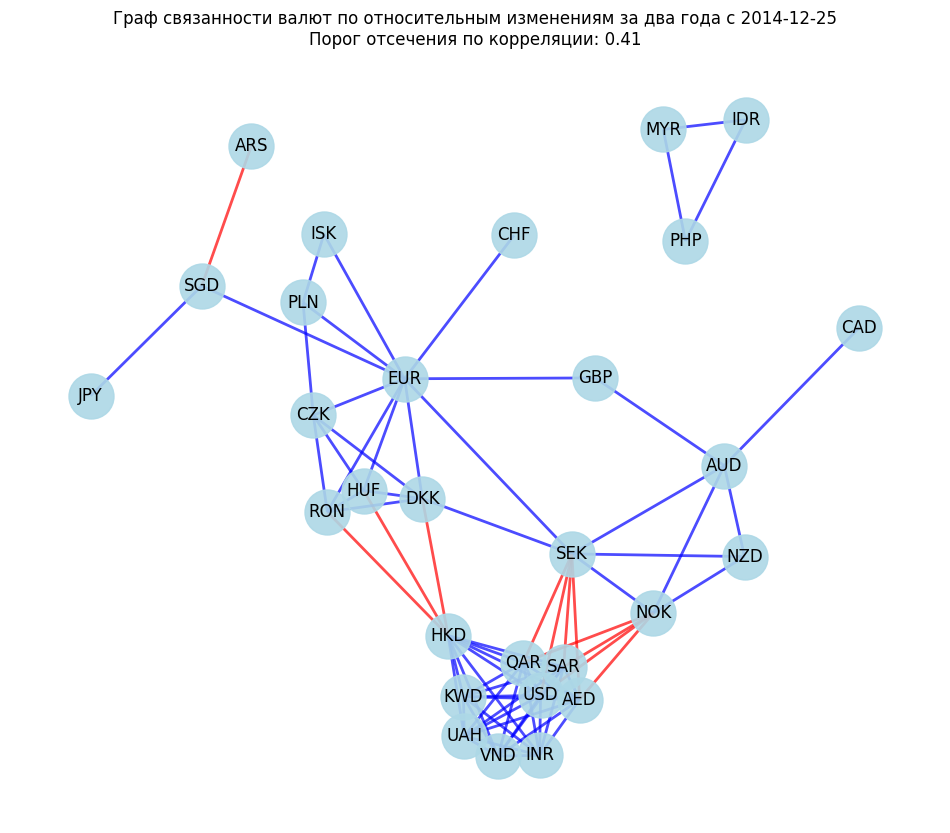 Граф связанности валют по относительным изменениям за два года с 2014-12-25
Порог отсечения по корреляции: 0.41
ARS
MYR
IDR
ISK
CHF
PHP
SGD
PLN
CAD
EUR
GBP
JPY
CZK
AUD
HUF
DKK
RON
SEK
NZD
NOK
HKD
QAR
SAR
KWD
USD
AED
UAH
VND
INR